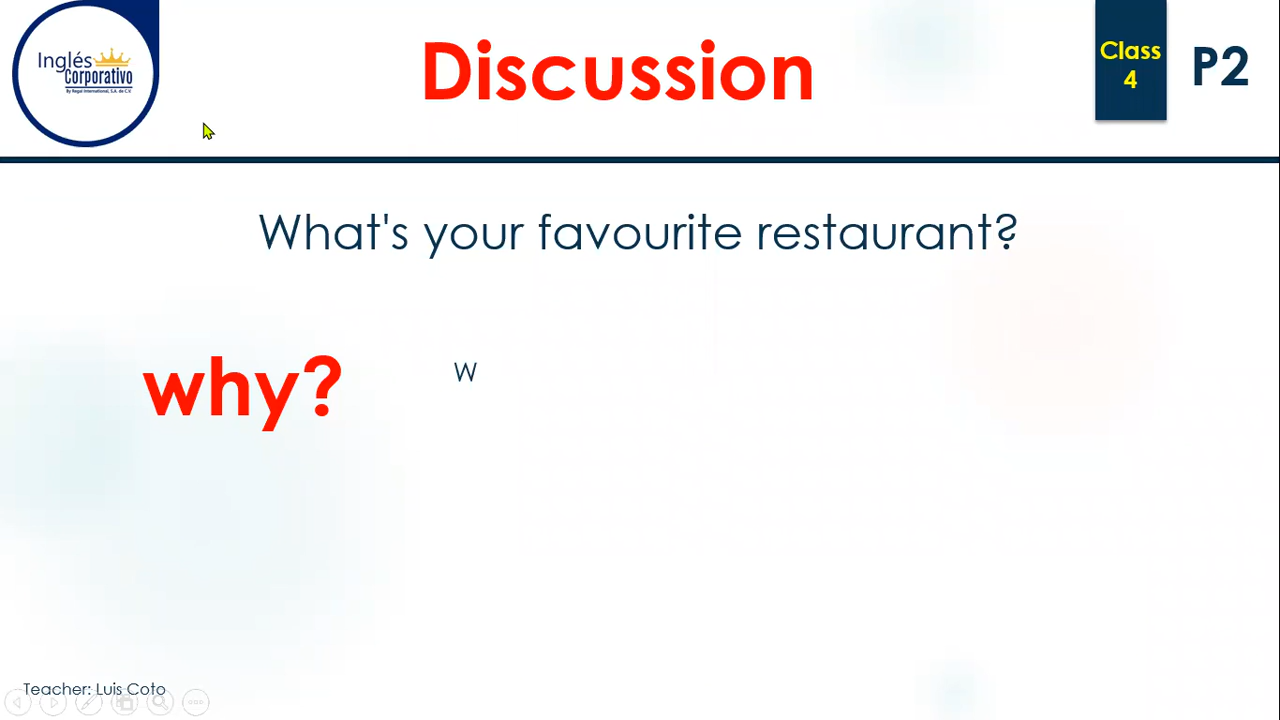 Inglés
Corporativo
By Regal International, S.A. de C.V
Discussion
Class
4
P2
What's your favourite restaurant?
why?
W
Teacher: Luis Coto